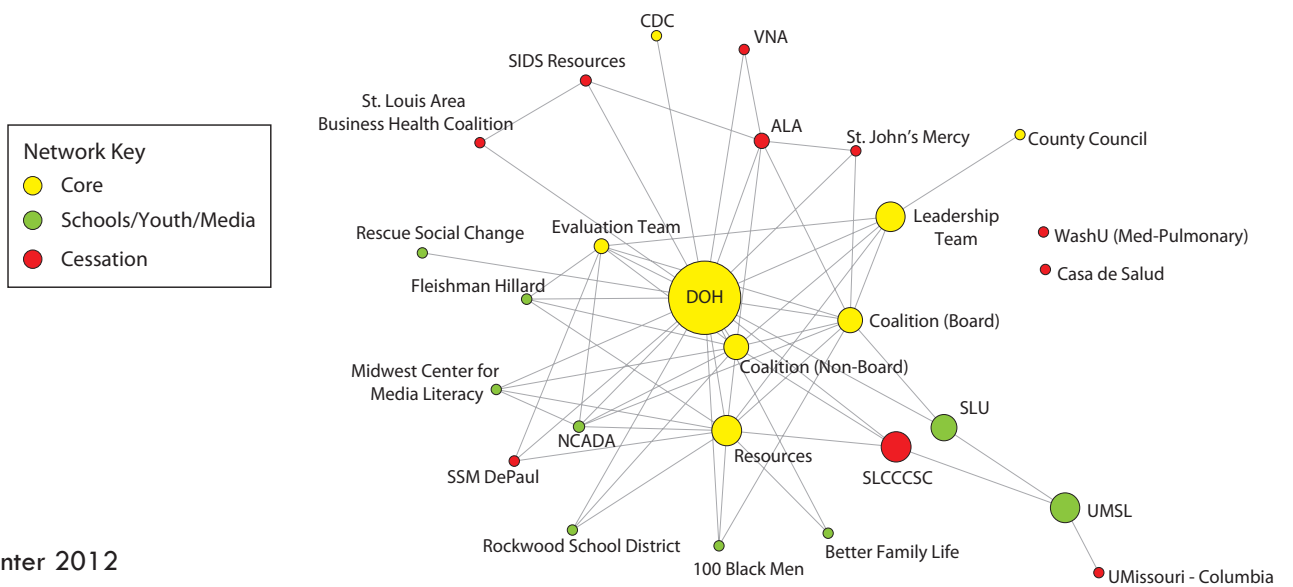 CDC
VNA
SIDS Resources
St. Louis Area
Business Health Coalition
ALA
St. John's Mercy
County Council
Network Key
Core
Schools/Youth/Media
Cessation
Leadership
Team
Evaluation Team
Rescue Social Change
WashU (Med-Pulmonary)
Casa de Salud
Fleishman Hillard
DOH
Coalition (Board)
Coalition (Non-Board)
Midwest Center for
Media Literacy
SLU
NCADA
Resources
SSM DePaul
SLCCCSC
UMSL
Rockwood School District
Better Family Life
100 Black Men
UMissouri - Columbia
nter 2012